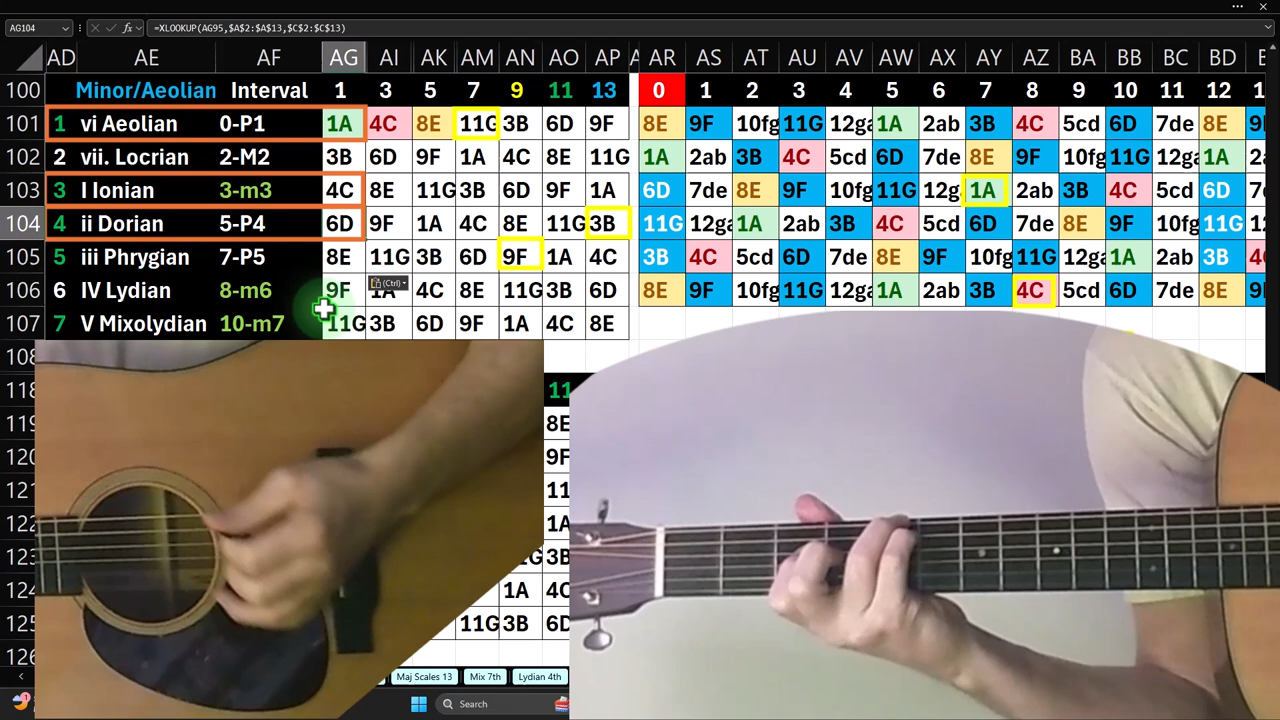 AG104 fx =XLOOKUP(AG95,$A$2:$A$13,$C$2:$C$13)
AD AE AF AG AI AK AM AN AO AP AR AS AT AU AV AW AX AY AZ BA BB BC BD
100 Minor/Aeolian Interval 1 3 5 7 9 11 13 0 1 2 3 4 5 6 7 8 9 10 11 12
101 1 vi Aeolian 0-P1 1A 4C 8E 11G 3B 6D 9F 8E 9F 10fg 11G 12ga 1A 2ab 3B 4C 5cd 6D 7de 8E
102 2 vii. Locrian 2-M2 3B 6D 9F 1A 4C 8E 11G 1A 2ab 3B 4C 5cd 6D 7de 8E 9F 10fg 11G 12ga 1A
103 3 I Ionian 3-m3 4C 8E 11G 3B 6D 9F 1A 6D 7de 8E 9F 10fg 11G 12ga 1A 2ab 3B 4C 5cd 6D
104 4 ii Dorian 5-P4 6D 9F 1A 4C 8E 11G 3B 11G 12ga 1A 2ab 3B 4C 5cd 6D 7de 8E 9F 10fg 11G
105 5 iii Phrygian 7-P5 8E 11G 3B 6D 9F 1A 4C 3B 4C 5cd 6D 7de 8E 9F 10fg 11G 12ga 1A 2ab 3B
106 6 IV Lydian 8-m6 9F 1A 4C 8E 11G 3B 6D 8E 9F 10fg 11G 12ga 1A 2ab 3B 4C 5cd 6D 7de 8E
(Ctrl)
107 7 V Mixolydian 10-m7 11G 3B 6D 9F 1A 4C 8E
108
118 11
119 8E
120 9F
121 11
122 1A
123 G 3B
124 1A 4C
125 11G 3B 6D
126
Maj Scales 13 Mix 7th Lydian 4th
Search